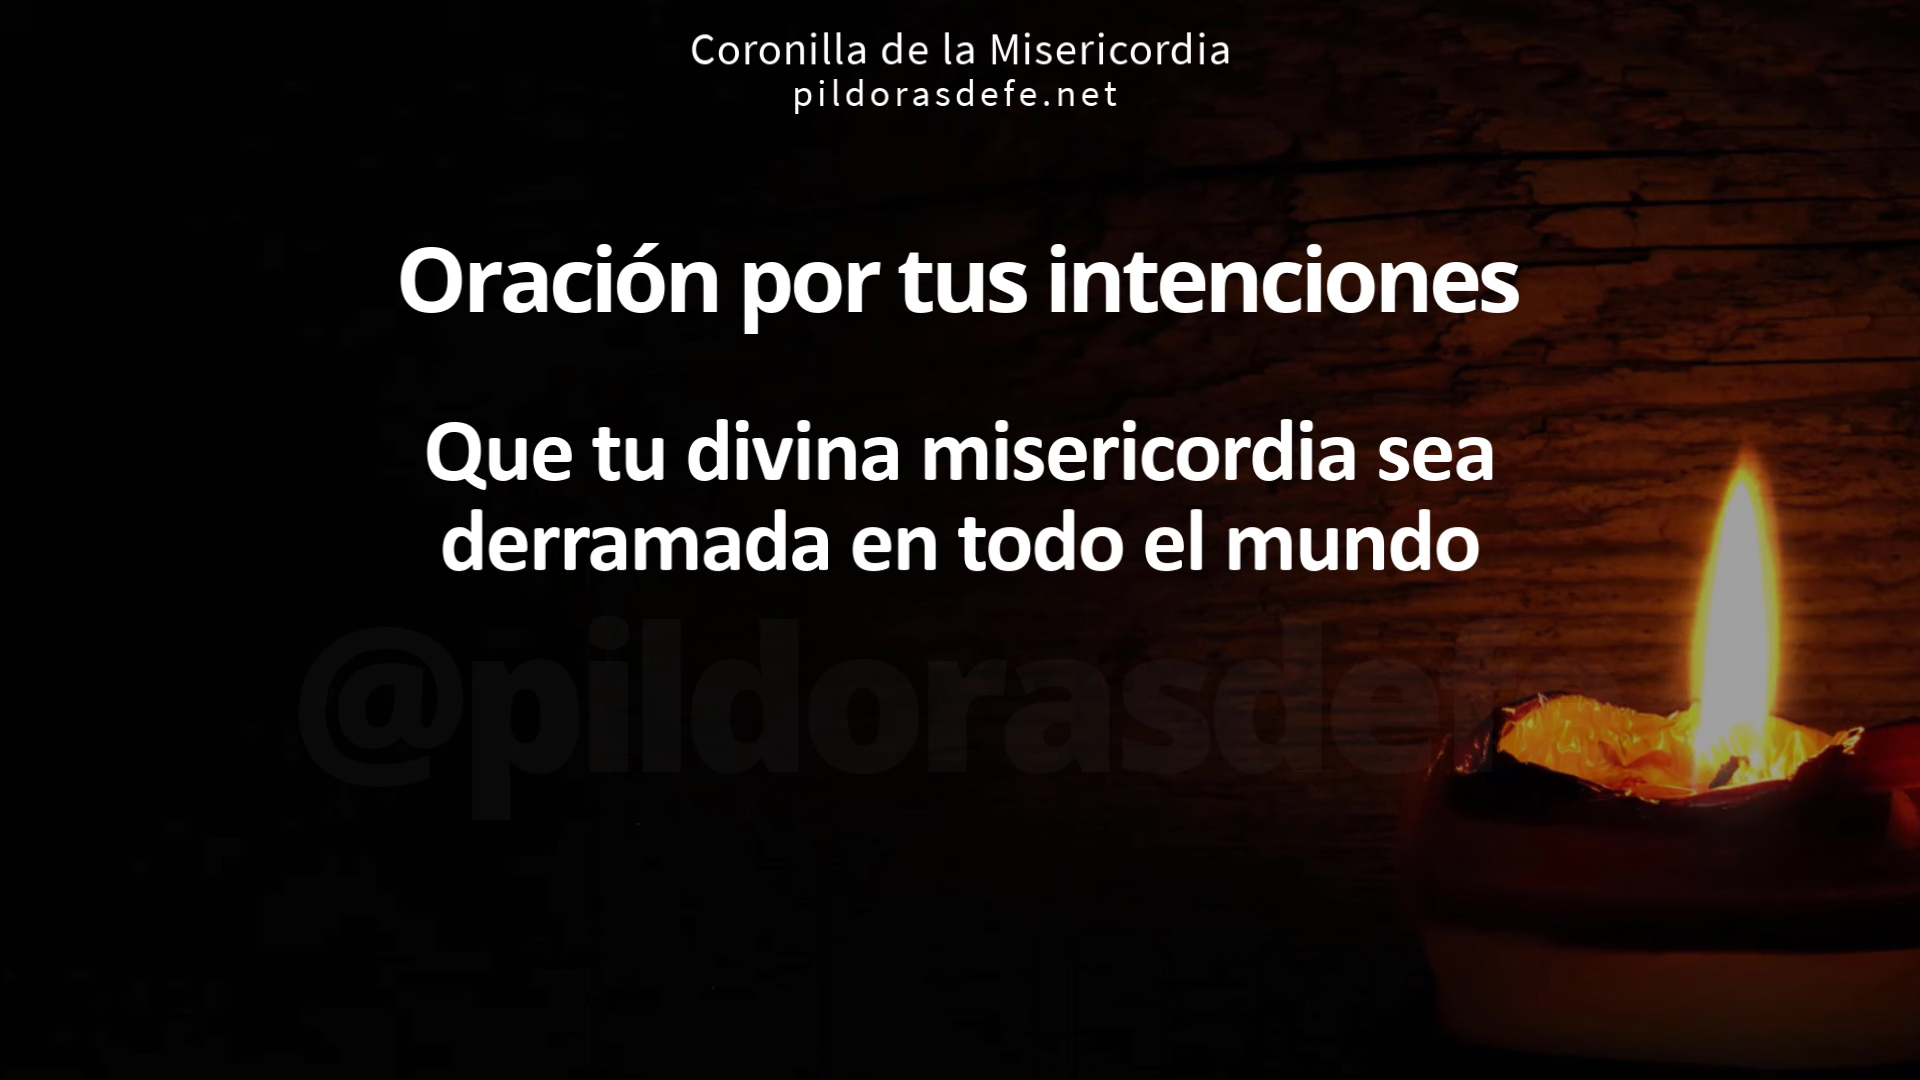 Coronilla de la Misericordia
pildorasdefe.net
Oración por tus intenciones
Que tu divina misericordia sea
derramada en todo el mundo
@pildorasdefe